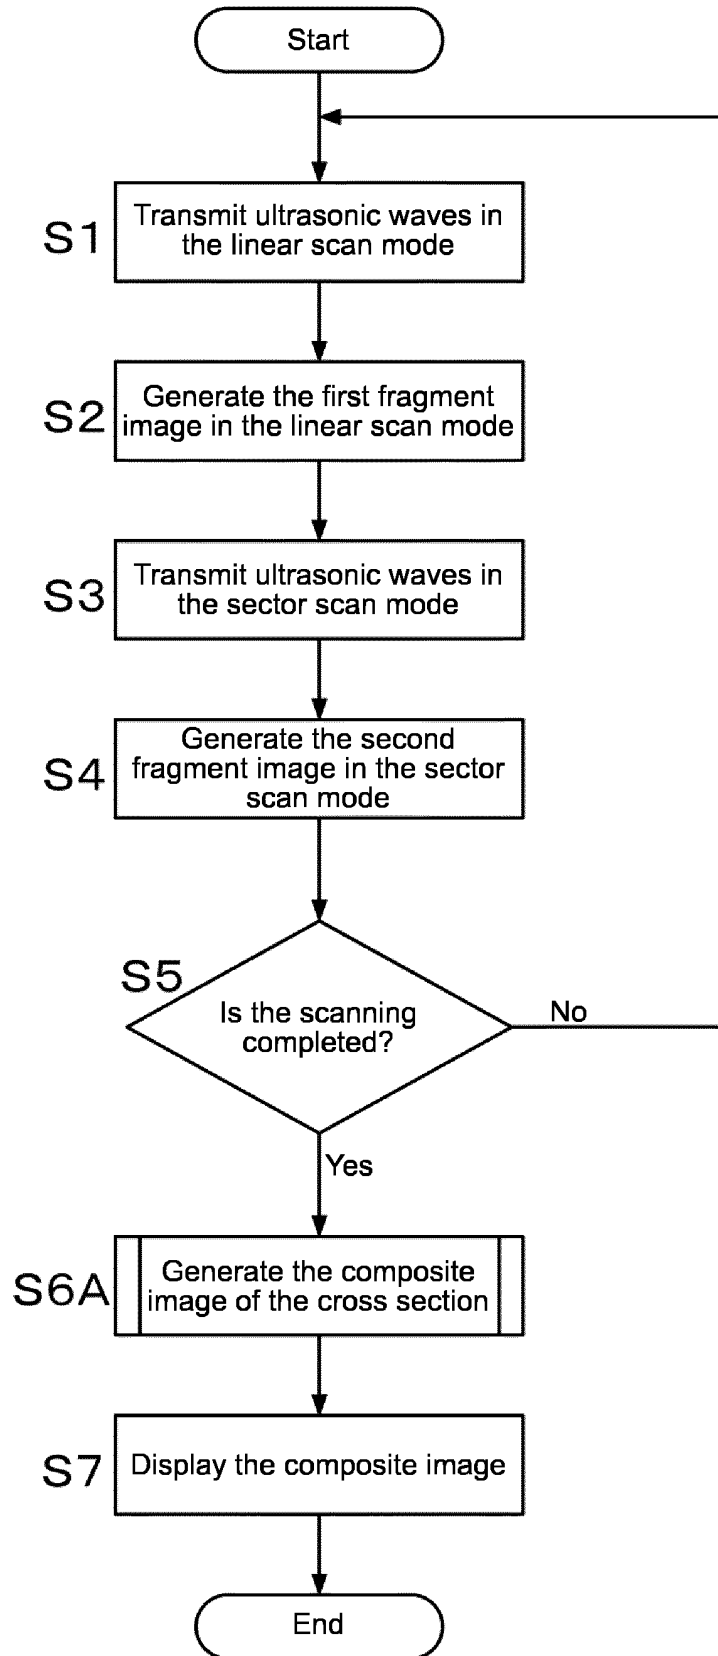 Start
S1
Transmit ultrasonic waves in
the linear scan mode
S2
Generate the first fragment
image in the linear scan mode
S3
Transmit ultrasonic waves in
the sector scan mode
S4
Generate the second
fragment image in the sector
scan mode
S5
Is the scanning
completed?
No
Yes
S6A
Generate the composite
image of the cross section
S7
Display the composite image
End